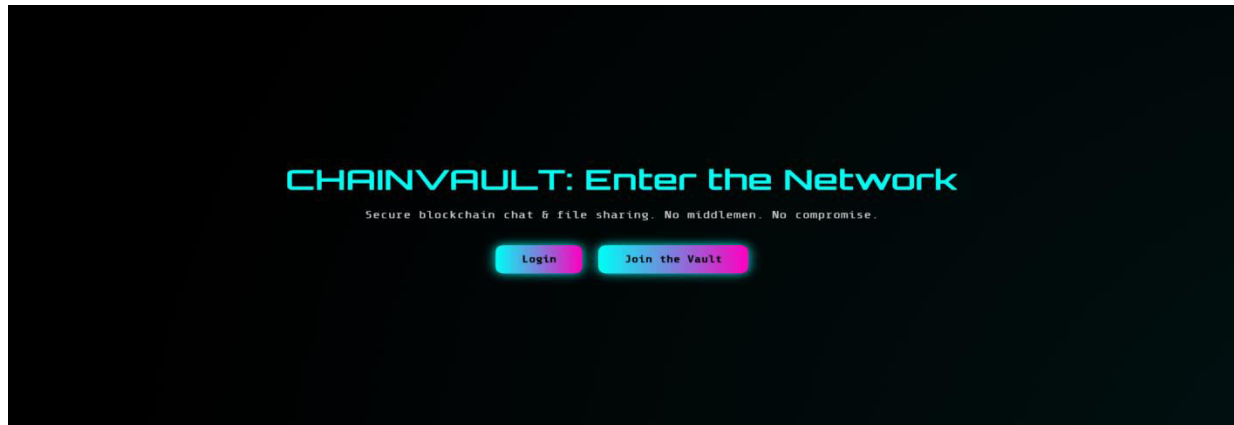 CHAINVAULT: Enter the Network
Secure blockchain chat & file sharing. No middlemen. No compromise.
Login
Join the Vault